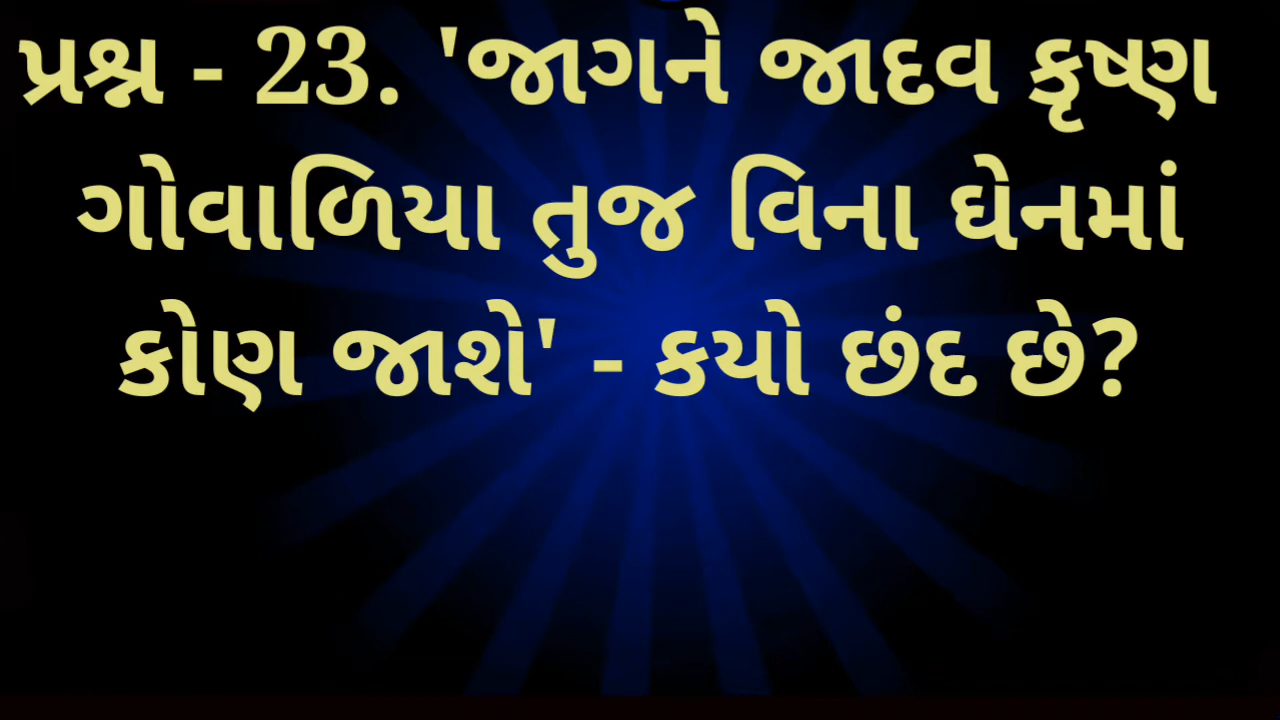 પ્રશ્ન - 23. 'જાગને જાદવ કૃષ્ણ
ગોવાળિયા તુજ વિના ઘેનમાં
કોણ જાશે' - કયો છંદ છે?